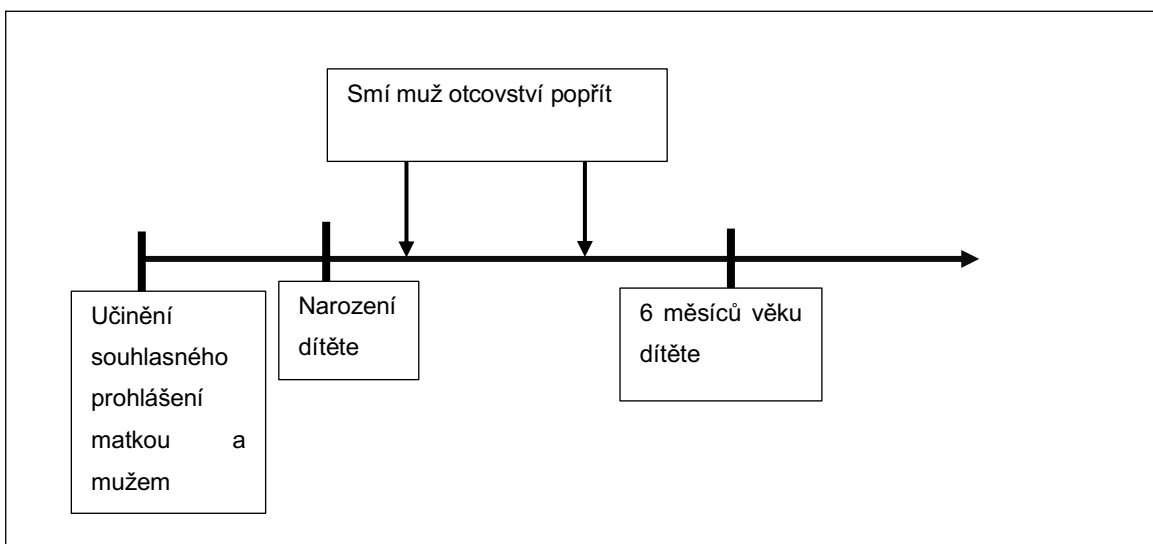 Smí muž otcovství popřít
Učinění
souhlasného
prohlášení
matkou a
mužem
Narození
dítěte
6 měsíců věku
dítěte